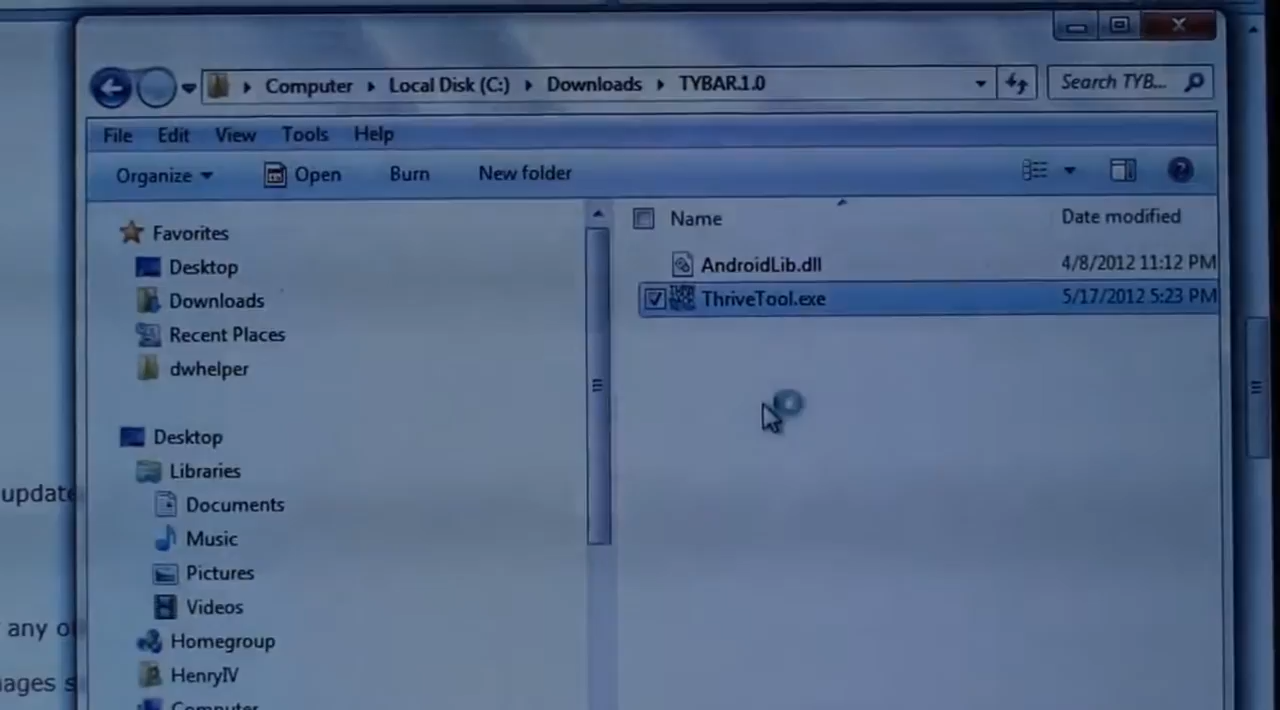 Computer Local Disk (C:) Downloads TYBAR.1.0
Search TYB...
File Edit View Tools Help
Organize Open Burn New folder
Favorites
Desktop
Downloads
Recent Places
dwhelper
Desktop
Libraries
Documents
Music
Pictures
Videos
Homegroup
HenryIV
Computer
Name Date modified
AndroidLib.dll 4/8/2012 11:12 PM
ThriveTool.exe 5/17/2012 5:23 PM
update
any